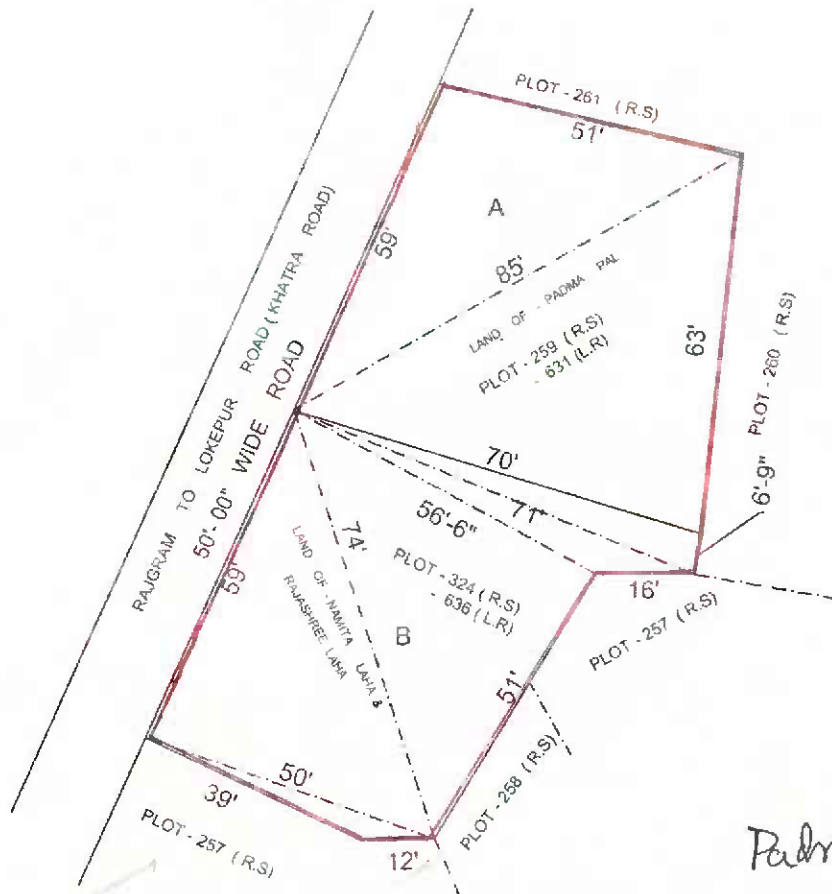 PLOT - 261 ( R.S)
51'
A
59'
85'
LAND OF - PADMA PAL
PLOT - 259 ( R.S)
- 631 (L.R)
63'
PLOT - 260 ( R.S)
6'-9"
RAJGRAM TO LOKEPUR ROAD ( KHATRA ROAD)
50'- 00" WIDE ROAD
70'
71'
56'-6"
74'
LAND OF - NAMITA LAHA &
RAJASHREE LAHA
PLOT - 324 ( R.S)
- 636 ( L.R)
16'
PLOT - 257 ( R.S)
59'
B
51'
PLOT - 258 ( R.S)
50'
39'
12'
PLOT - 257 ( R.S)
Padm